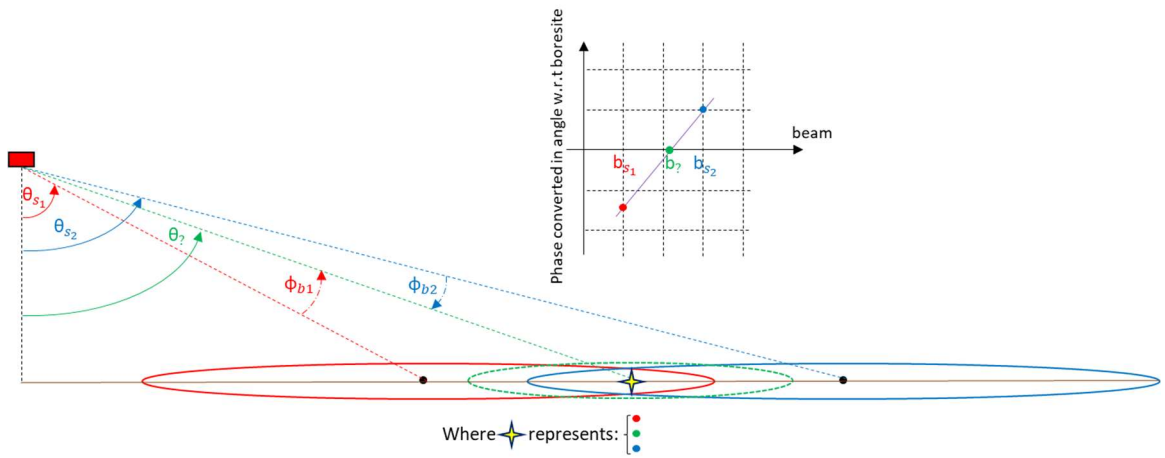 Phase converted in angle w.r.t boresite
beam
b_{s_1} b_? b_{s_2}
θ_{s_1}
θ_{s_2}
θ_?
ϕ_{b1}
ϕ_{b2}
Where represents: